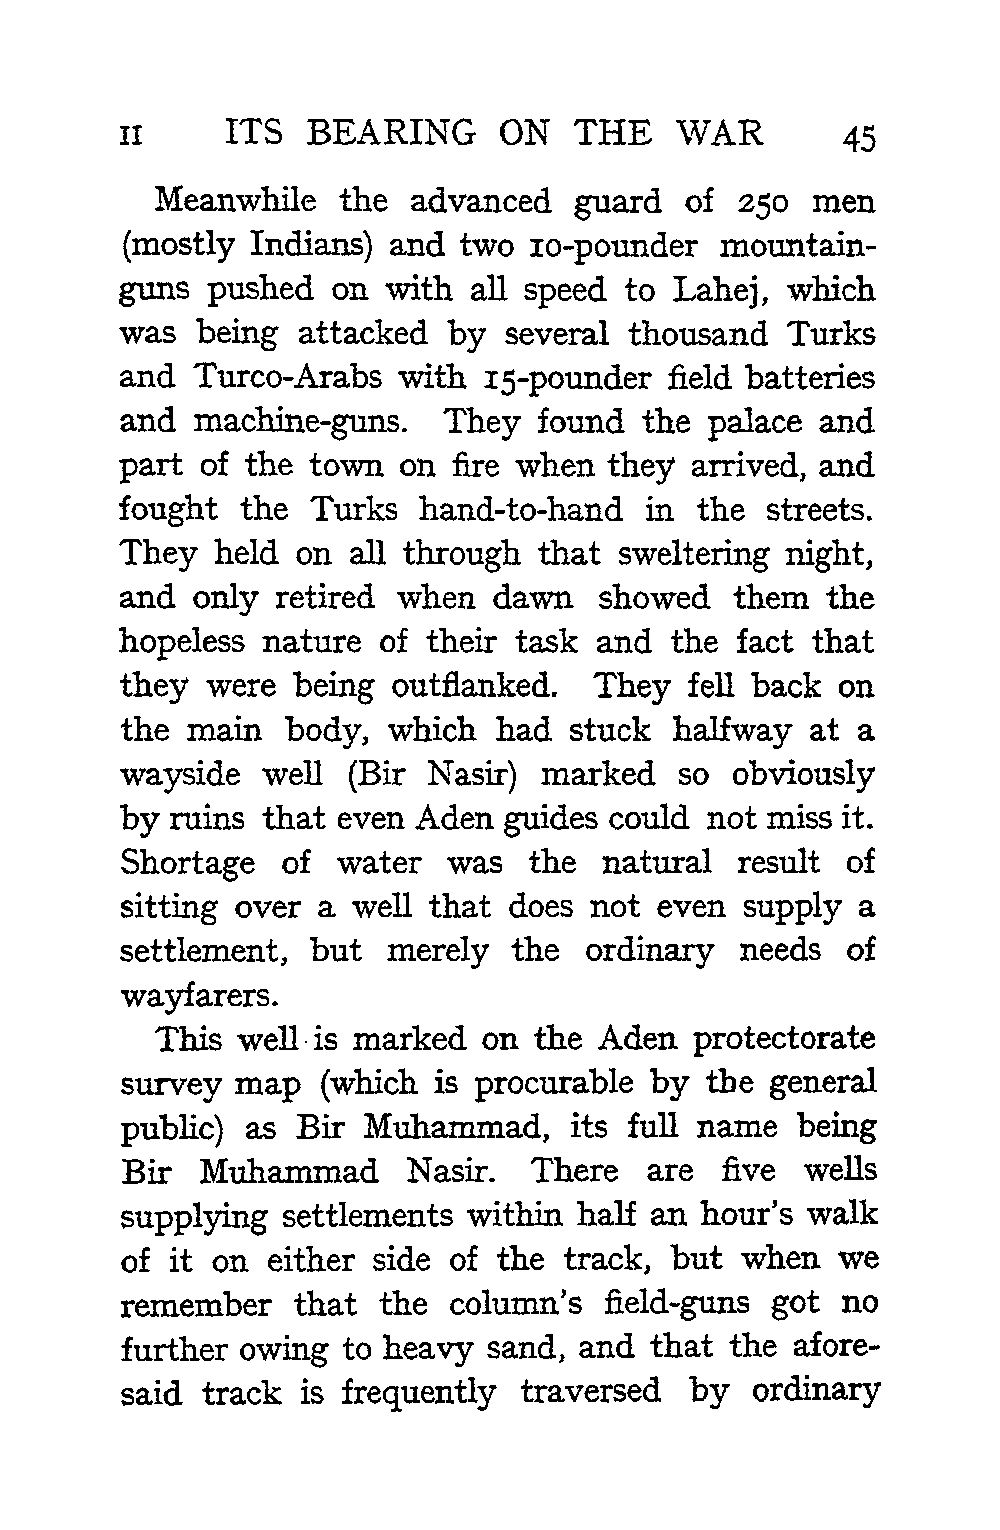 II ITS BEARING ON THE WAR 45
Meanwhile the advanced guard of 250 men
(mostly Indians) and two 10-pounder mountain-
guns pushed on with all speed to Lahej, which
was being attacked by several thousand Turks
and Turco-Arabs with 15-pounder field batteries
and machine-guns. They found the palace and
part of the town on fire when they arrived, and
fought the Turks hand-to-hand in the streets.
They held on all through that sweltering night,
and only retired when dawn showed them the
hopeless nature of their task and the fact that
they were being outflanked. They fell back on
the main body, which had stuck halfway at a
wayside well (Bir Nasir) marked so obviously
by ruins that even Aden guides could not miss it.
Shortage of water was the natural result of
sitting over a well that does not even supply a
settlement, but merely the ordinary needs of
wayfarers.
This well is marked on the Aden protectorate
survey map (which is procurable by the general
public) as Bir Muhammad, its full name being
Bir Muhammad Nasir. There are five wells
supplying settlements within half an hour's walk
of it on either side of the track, but when we
remember that the column's field-guns got no
further owing to heavy sand, and that the afore-
said track is frequently traversed by ordinary